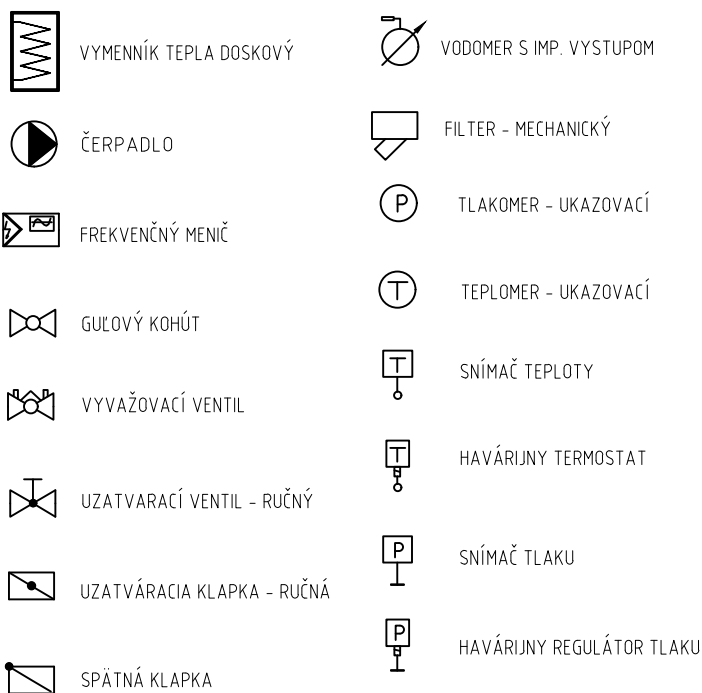 VYMENNÍK TEPLA DOSKOVÝ
ČERPADLO
FREKVENČNÝ MENIČ
GUĽOVÝ KOHÚT
VYVAŽOVACÍ VENTIL
UZATVARACÍ VENTIL - RUČNÝ
UZATVÁRACIA KLAPKA - RUČNÁ
SPÄTNÁ KLAPKA
VODOMER S IMP. VYSTUPOM
FILTER - MECHANICKÝ
P TLAKOMER - UKAZOVACÍ
T TEPLOMER - UKAZOVACÍ
T SNÍMAČ TEPLOTY
T HAVÁRIJNY TERMOSTAT
P SNÍMAČ TLAKU
P HAVÁRIJNY REGULÁTOR TLAKU